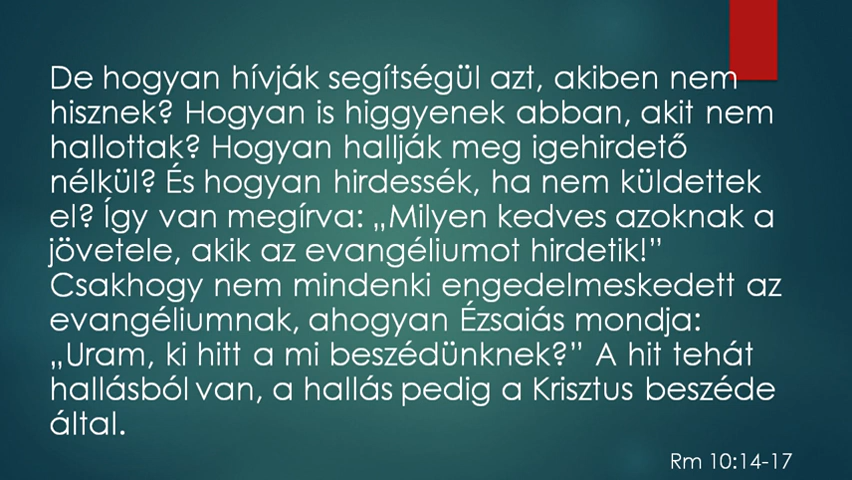 De hogyan hívják segítségül azt, akiben nem
hisznek? Hogyan is higgyenek abban, akit nem
hallottak? Hogyan hallják meg igehirdető
nélkül? És hogyan hirdessék, ha nem küldettek
el? Így van megírva: „Milyen kedves azoknak a
jövetele, akik az evangéliumot hirdetik!”
Csakhogy nem mindenki engedelmeskedett az
evangéliumnak, ahogyan Ézsaiás mondja:
„Uram, ki hitt a mi beszédünknek?” A hit tehát
hallásból van, a hallás pedig a Krisztus beszéde
által.
Rm 10:14-17